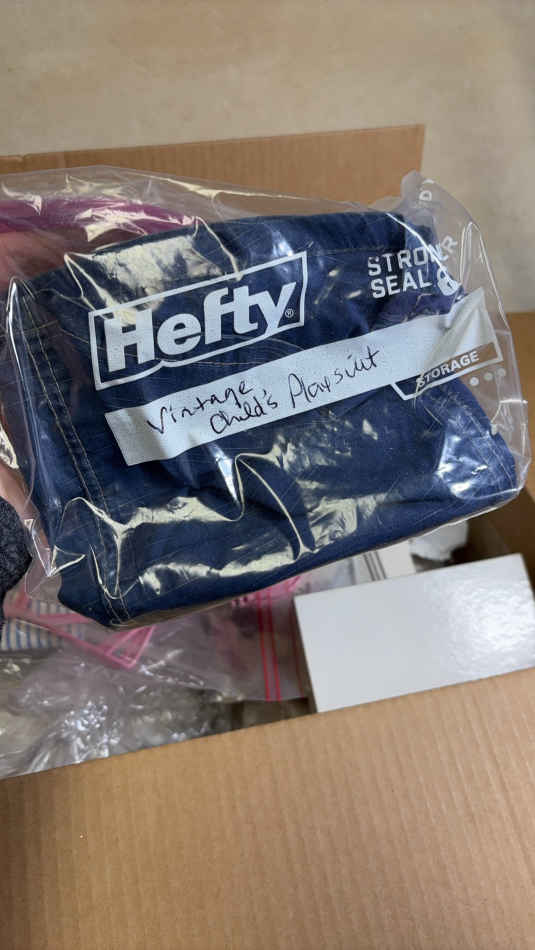 Hefty®
STRONG
SEAL
Vintage
Child's Playsuit
STORAGE